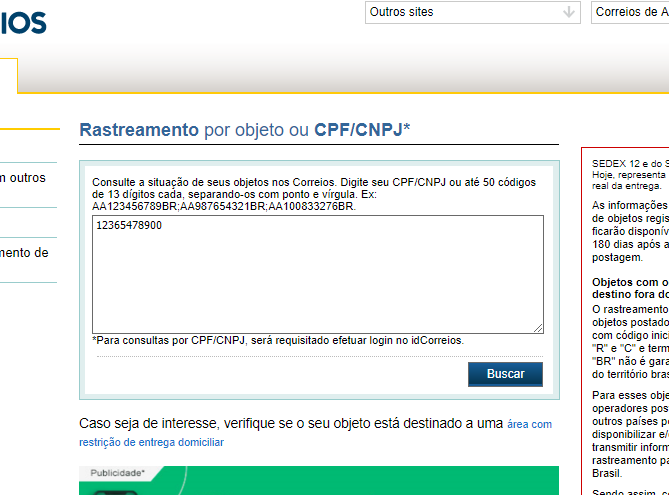 IOS
Outros sites
Correios de A
Rastreamento por objeto ou CPF/CNPJ*
m outros
mento de
Consulte a situação de seus objetos nos Correios. Digite seu CPF/CNPJ ou até 50 códigos
de 13 dígitos cada, separando-os com ponto e vírgula. Ex:
AA123456789BR;AA987654321BR;AA100833276BR.
12365478900
*Para consultas por CPF/CNPJ, será requisitado efetuar login no idCorreios.
Buscar
Caso seja de interesse, verifique se o seu objeto está destinado a uma área com
restrição de entrega domiciliar
Publicidade*
SEDEX 12 e do S
Hoje, representa
real da entrega.
As informações
de objetos regis
ficarão disponív
180 dias após a
postagem.
Objetos com o
destino fora do
O rastreamento
objetos postado
com código inici
"R" e "C" e term
"BR" não é gara
do território bras
Para esses obje
operadores pos
outros países po
disponibilizar e/
transmitir inform
rastreamento pa
Brasil.
Sendo assim, c